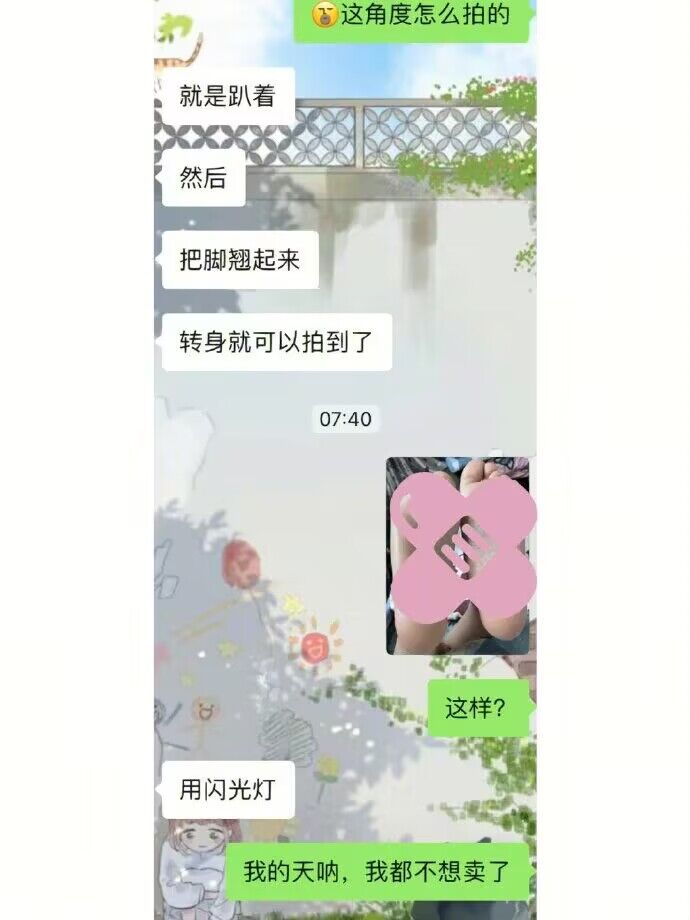 这角度怎么拍的
就是趴着
然后
把脚翘起来
转身就可以拍到了
07:40
这样?
用闪光灯
我的天呐，我都不想卖了